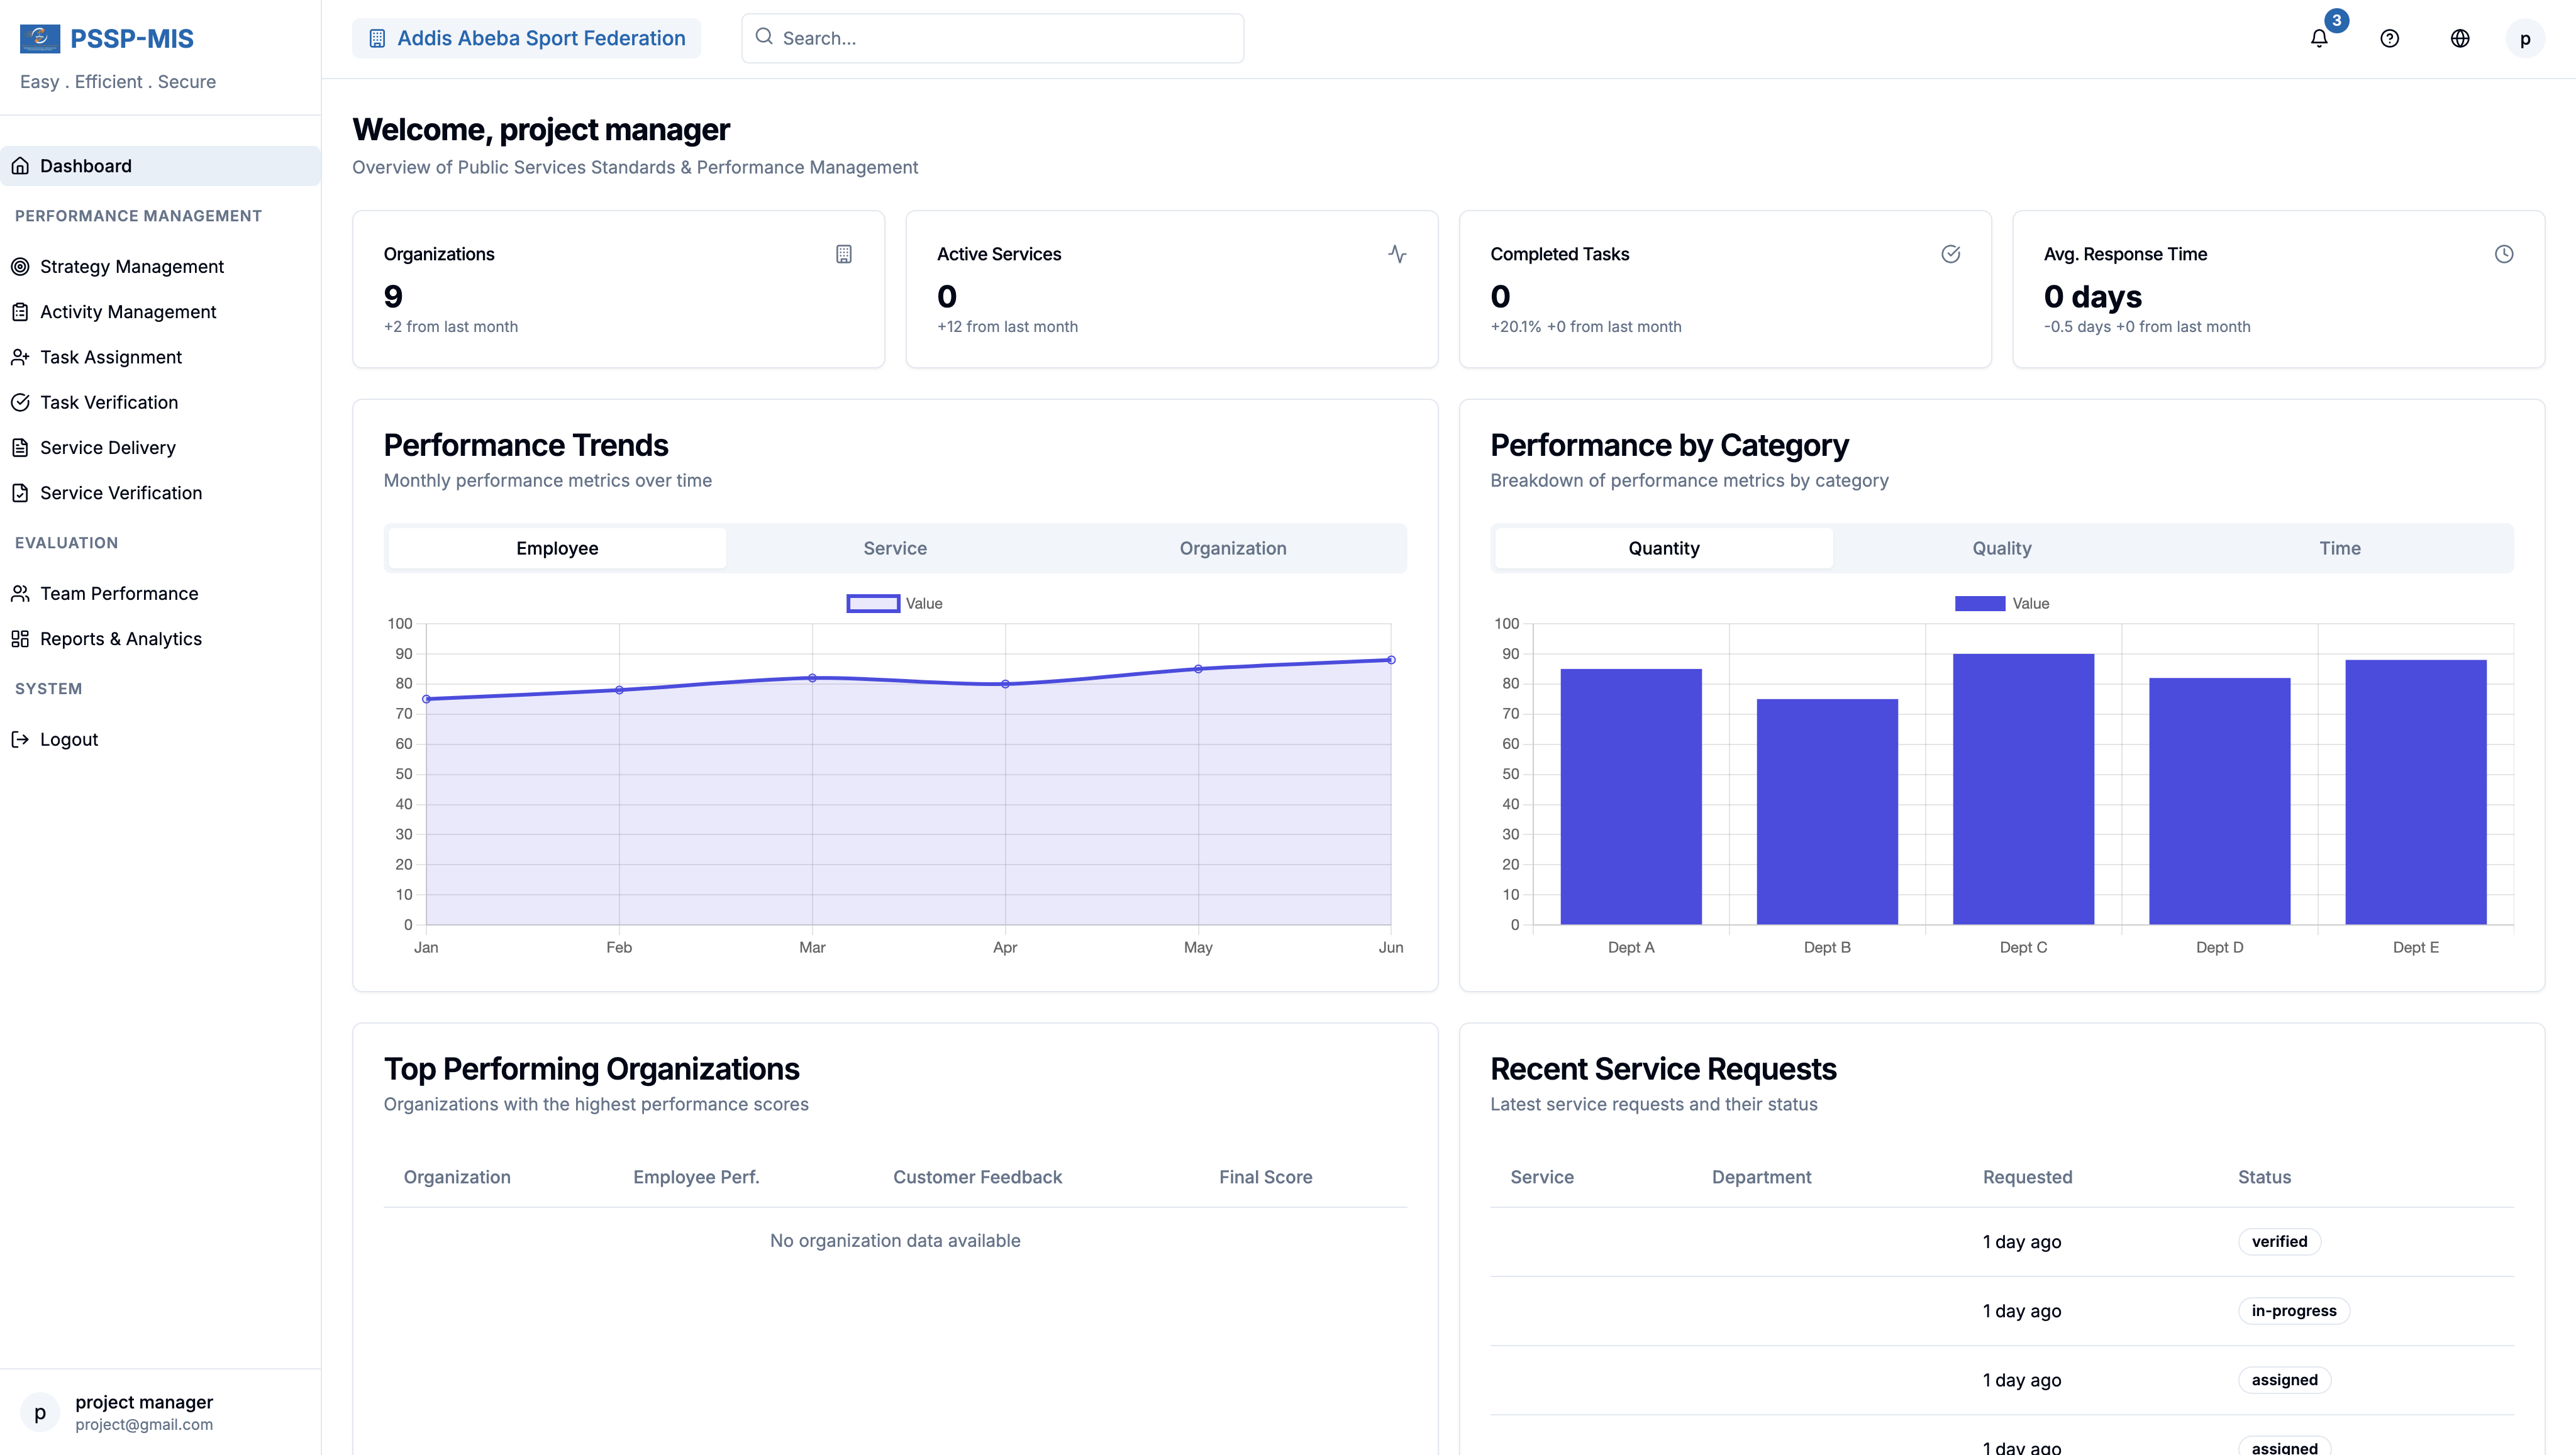 PSSP-MIS
Easy . Efficient . Secure
Dashboard
PERFORMANCE MANAGEMENT
Strategy Management
Activity Management
Task Assignment
Task Verification
Service Delivery
Service Verification
EVALUATION
Team Performance
Reports & Analytics
SYSTEM
Logout
p
project manager
project@gmail.com
Addis Abeba Sport Federation
Search...
3
p
Welcome, project manager
Overview of Public Services Standards & Performance Management
Organizations
9
+2 from last month
Active Services
0
+12 from last month
Completed Tasks
0
+20.1% +0 from last month
Avg. Response Time
0 days
-0.5 days +0 from last month
Performance Trends
Monthly performance metrics over time
Employee Service Organization
Value
100
90
80
70
60
50
40
30
20
10
0
Jan Feb Mar Apr May Jun
Performance by Category
Breakdown of performance metrics by category
Quantity Quality Time
Value
100
90
80
70
60
50
40
30
20
10
0
Dept A Dept B Dept C Dept D Dept E
Top Performing Organizations
Organizations with the highest performance scores
Organization Employee Perf. Customer Feedback Final Score
No organization data available
Recent Service Requests
Latest service requests and their status
Service Department Requested Status
1 day ago verified
1 day ago in-progress
1 day ago assigned
1 day ago assigned